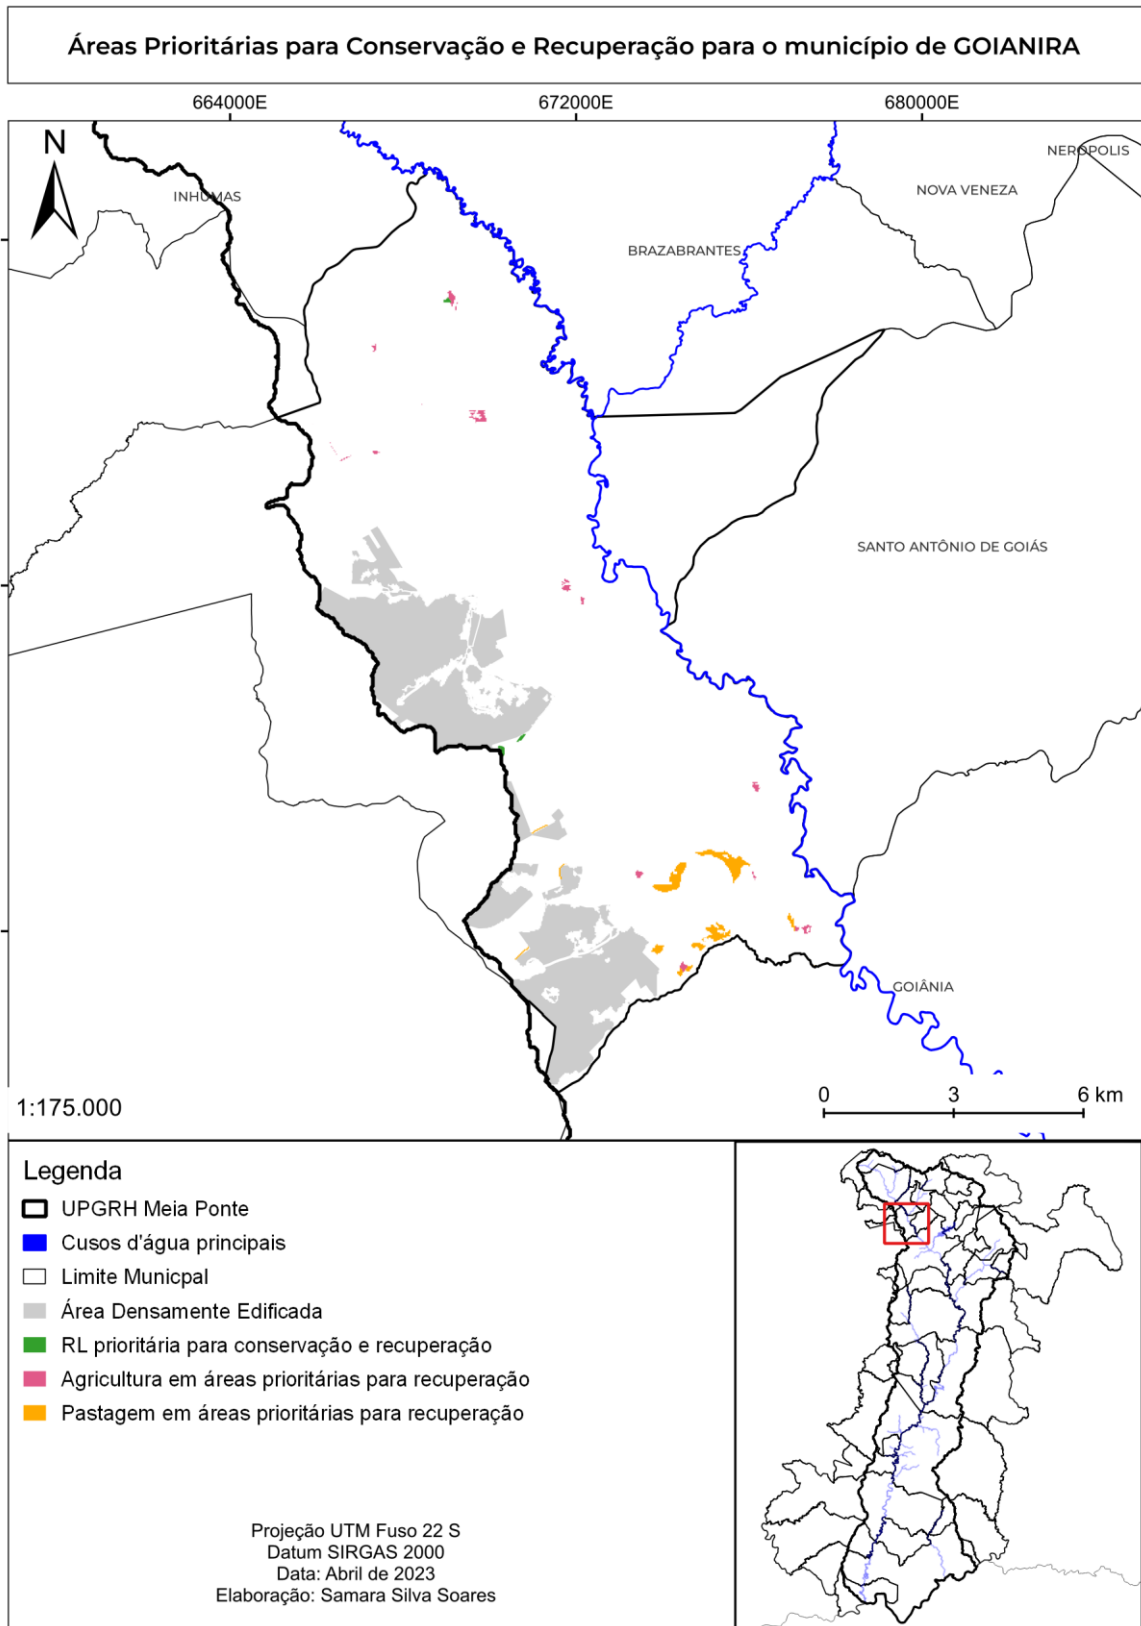 Áreas Prioritárias para Conservação e Recuperação para o município de GOIANIRA
664000E
672000E
680000E
N
NERÓPOLIS
INHUMAS
NOVA VENEZA
BRAZABRANTES
SANTO ANTÔNIO DE GOIÁS
GOIÂNIA
1:175.000
0 3 6 km
Legenda
UPGRH Meia Ponte
Cusos d'água principais
Limite Municpal
Área Densamente Edificada
RL prioritária para conservação e recuperação
Agricultura em áreas prioritárias para recuperação
Pastagem em áreas prioritárias para recuperação
Projeção UTM Fuso 22 S
Datum SIRGAS 2000
Data: Abril de 2023
Elaboração: Samara Silva Soares